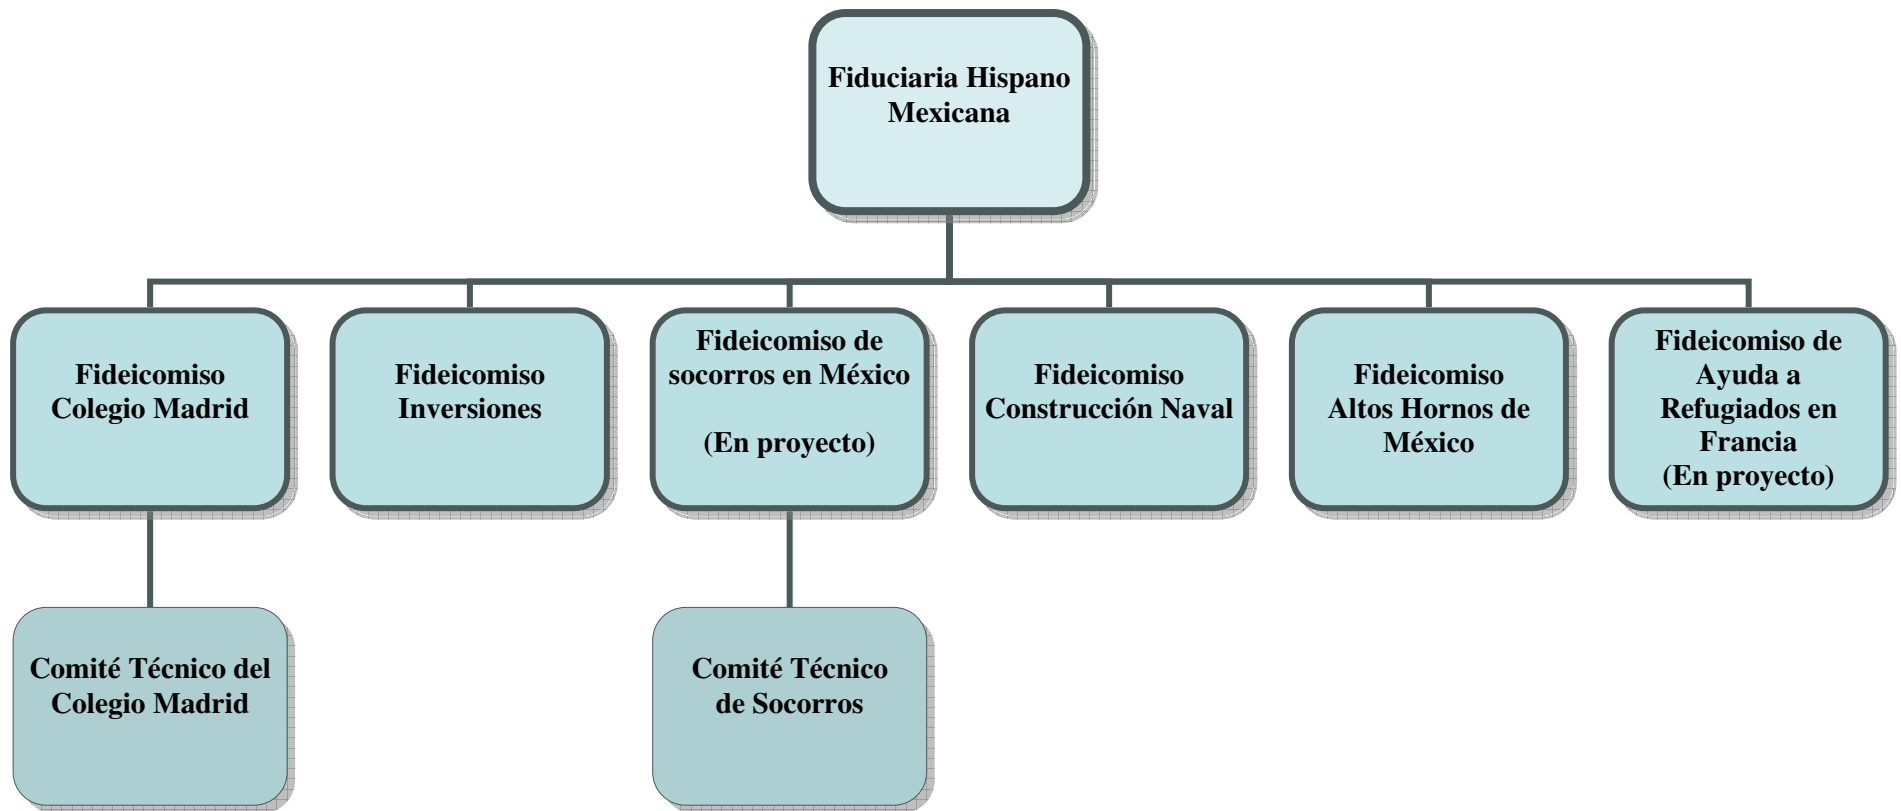 Fiduciaria Hispano
Mexicana
Fideicomiso
Colegio Madrid
Fideicomiso
Inversiones
Fideicomiso de
socorros en México
(En proyecto)
Fideicomiso
Construcción Naval
Fideicomiso
Altos Hornos de
México
Fideicomiso de
Ayuda a
Refugiados en
Francia
(En proyecto)
Comité Técnico del
Colegio Madrid
Comité Técnico
de Socorros